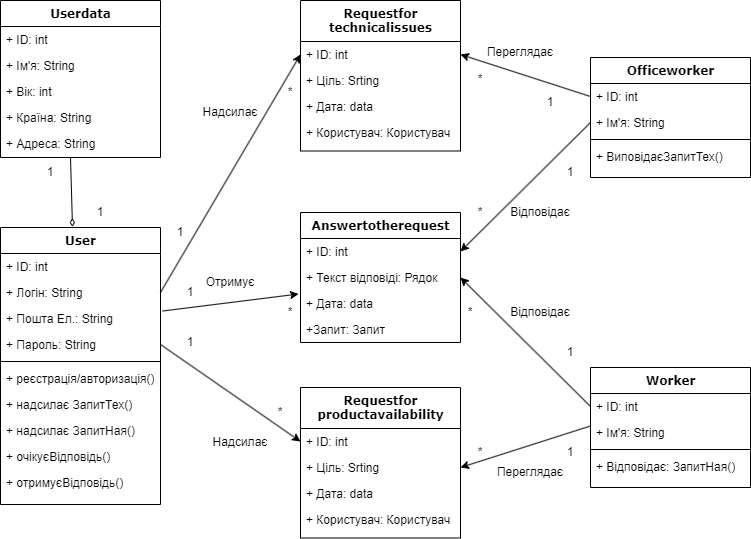 Userdata
+ ID: int
+ Ім'я: String
+ Вік: int
+ Країна: String
+ Адреса: String
1
1
User
+ ID: int
+ Логін: String
+ Пошта Ел.: String
+ Пароль: String
+ реєстрація/авторизація()
+ надсилає ЗапитТех()
+ надсилає ЗапитНая()
+ очікуєВідповідь()
+ отримуєВідповідь()
Надсилає
1
*
Отримує
1
*
1
*
Надсилає
Requestfor
technicalissues
+ ID: int
+ Ціль: Srting
+ Дата: data
+ Користувач: Користувач
Answertotherequest
+ ID: int
+ Текст відповіді: Рядок
+ Дата: data
+Запит: Запит
Requestfor
productavailability
+ ID: int
+ Ціль: Srting
+ Дата: data
+ Користувач: Користувач
Переглядає
*
1
1
*
Відповідає
Відповідає
*
1
*
1
Переглядає
Officeworker
+ ID: int
+ Ім'я: String
+ ВиповідаєЗапитТех()
Worker
+ ID: int
+ Ім'я: String
+ Відповідає: ЗапитНая()